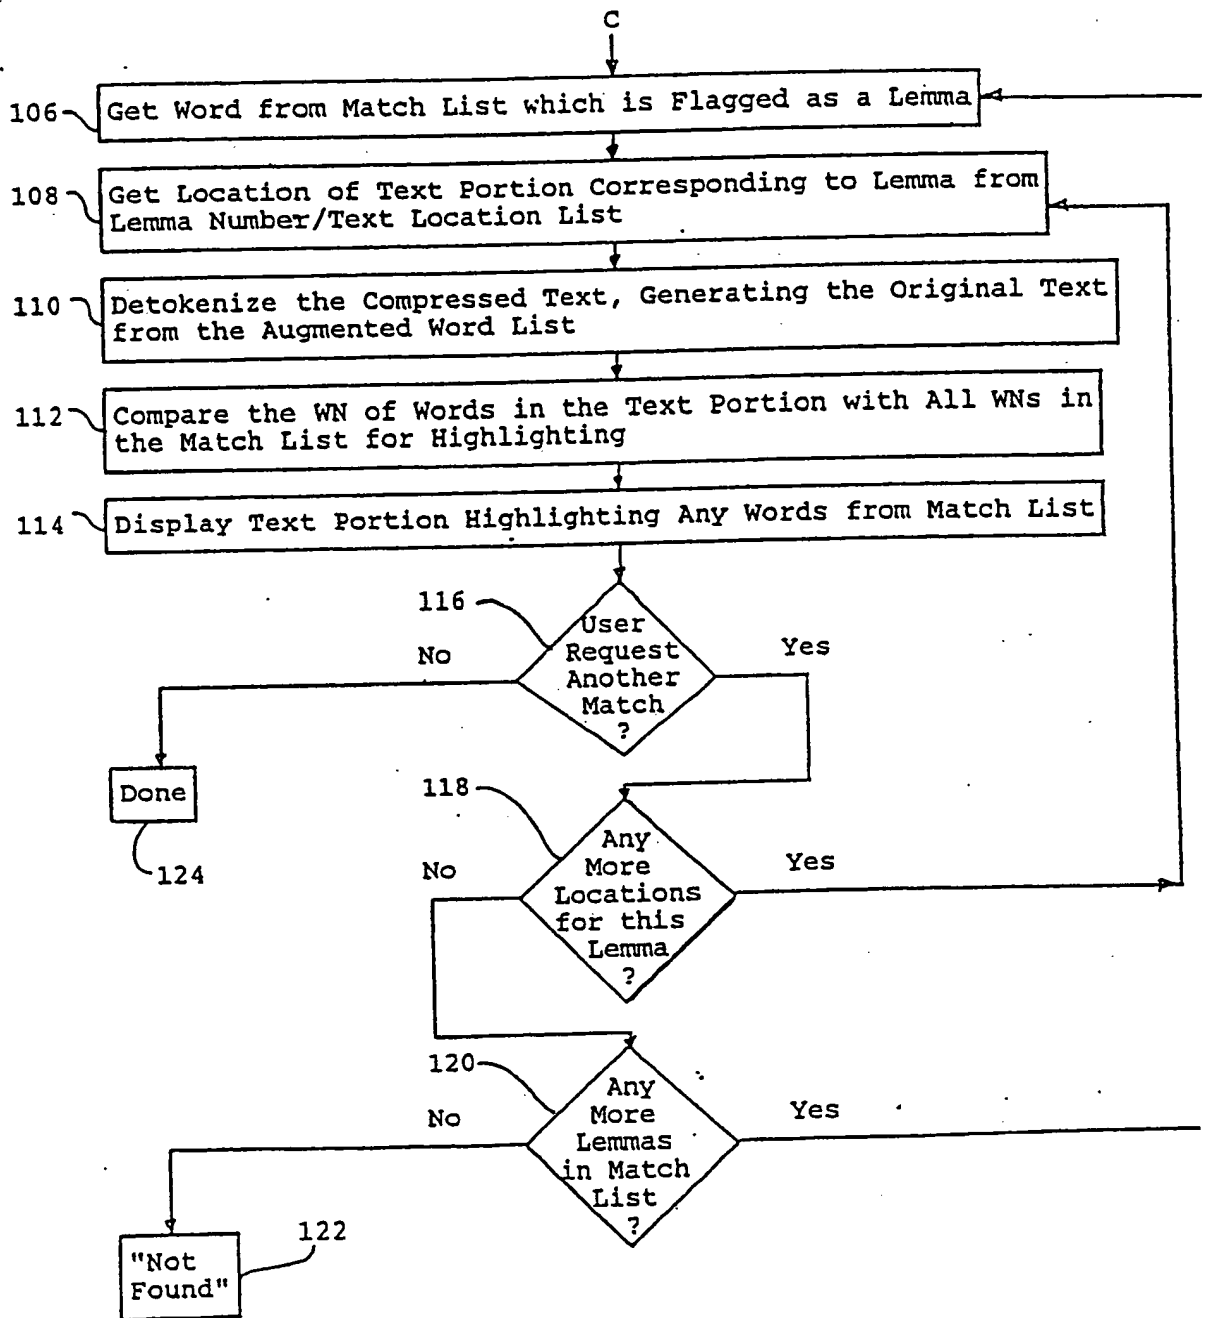 C
106
Get Word from Match List which is Flagged as a Lemma
108
Get Location of Text Portion Corresponding to Lemma from
Lemma Number/Text Location List
110
Detokenize the Compressed Text, Generating the Original Text
from the Augmented Word List
112
Compare the WN of Words in the Text Portion with All WNs in
the Match List for Highlighting
114
Display Text Portion Highlighting Any Words from Match List
116
User
Request
Another
Match
?
No
Yes
Done
124
118
Any
More
Locations
for this
Lemma
?
No
Yes
120
Any
More
Lemmas
in Match
List
?
No
Yes
"Not
Found"
122